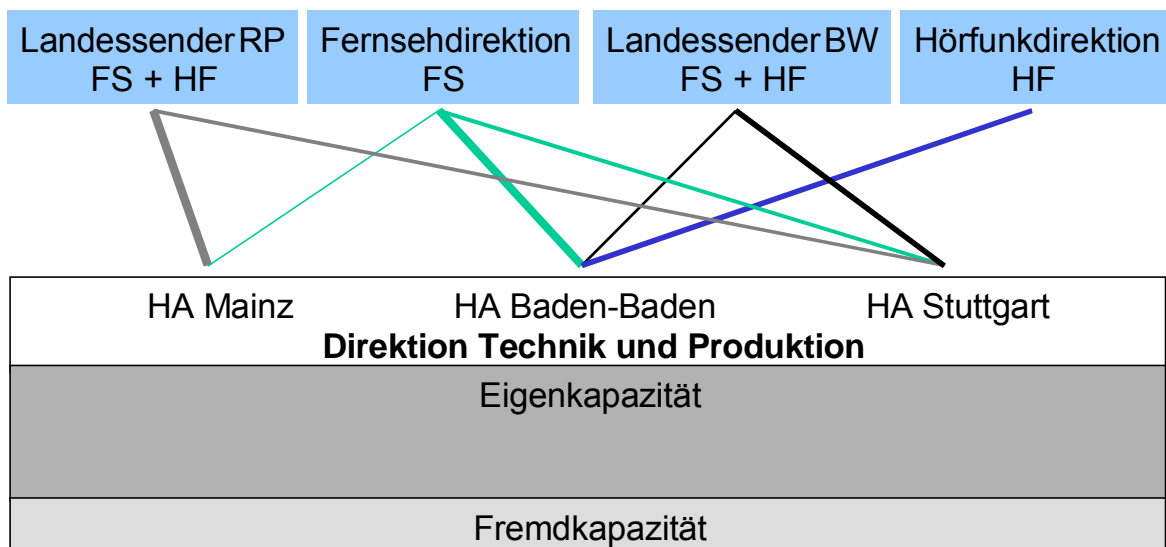 Landessender RP
FS + HF
Fernsehdirektion
FS
Landessender BW
FS + HF
Hörfunkdirektion
HF
HA Mainz
HA Baden-Baden
HA Stuttgart
Direktion Technik und Produktion
Eigenkapazität
Fremdkapazität